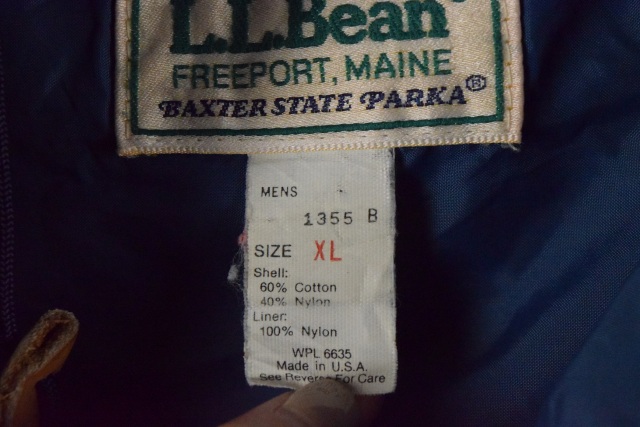 L.L.Bean®
FREEPORT, MAINE
BAXTER STATE PARKA®
MENS
1355 B
SIZE XL
Shell:
60% Cotton
40% Nylon
Liner:
100% Nylon
WPL 6635
Made in U.S.A.
See Reverse For Care